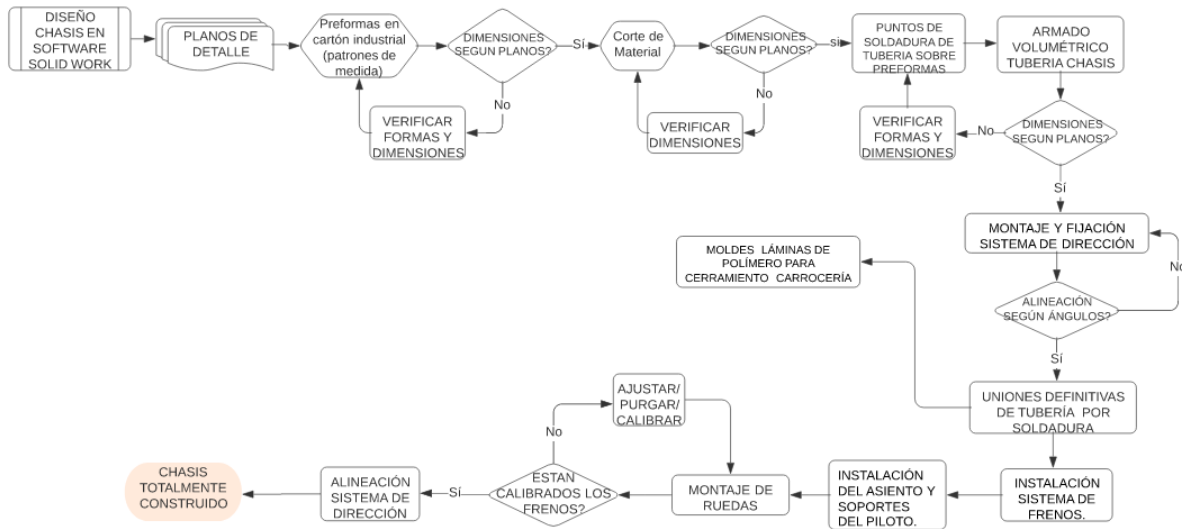 DISEÑO
CHASIS EN
SOFTWARE
SOLID WORK
PLANOS DE
DETALLE
Preformas en
cartón industrial
(patrones de
medida)
DIMENSIONES
SEGUN PLANOS?
Sí
No
VERIFICAR
FORMAS Y
DIMENSIONES
Corte de
Material
DIMENSIONES
SEGUN PLANOS?
si
No
VERIFICAR
DIMENSIONES
PUNTOS DE
SOLDADURA DE
TUBERIA SOBRE
PREFORMAS
ARMADO
VOLUMÉTRICO
TUBERIA CHASIS
DIMENSIONES
SEGUN PLANOS?
No
VERIFICAR
FORMAS Y
DIMENSIONES
Sí
MONTAJE Y FIJACIÓN
SISTEMA DE DIRECCIÓN
No
ALINEACIÓN
SEGÚN ÁNGULOS?
Sí
UNIONES DEFINITIVAS
DE TUBERÍA POR
SOLDADURA
MOLDES LÁMINAS DE
POLÍMERO PARA
CERRAMIENTO CARROCERÍA
INSTALACIÓN
SISTEMA DE
FRENOS.
INSTALACIÓN
DEL ASIENTO Y
SOPORTES
DEL PILOTO.
MONTAJE DE
RUEDAS
ESTAN
CALIBRADOS LOS
FRENOS?
No
AJUSTAR/
PURGAR/
CALIBRAR
Sí
ALINEACIÓN
SISTEMA DE
DIRECCIÓN
CHASIS
TOTALMENTE
CONSTRUIDO